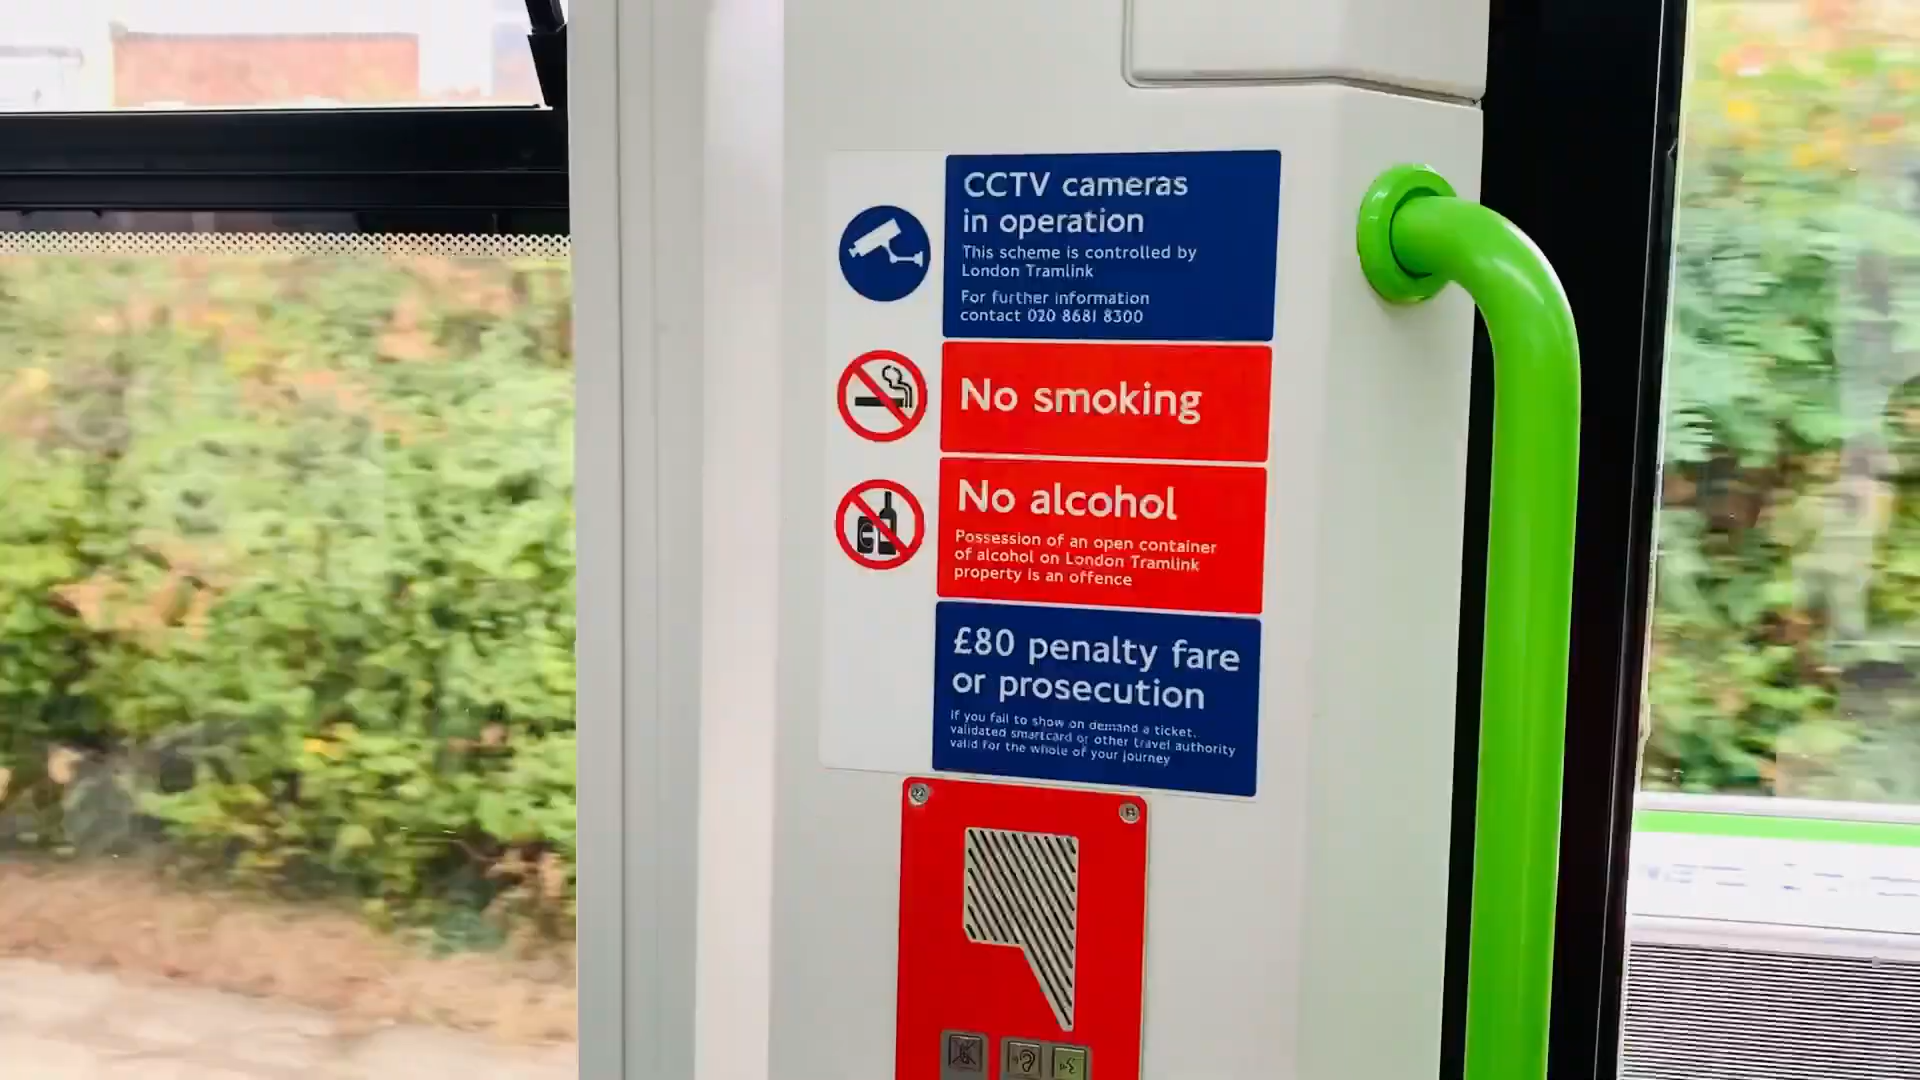 CCTV cameras
in operation
This scheme is controlled by
London Tramlink
For further information
contact 020 8681 8300
No smoking
No alcohol
Possession of an open container
of alcohol on London Tramlink
property is an offence
£80 penalty fare
or prosecution
If you fail to show on demand a ticket,
validated smartcard or other travel authority
valid for the whole of your journey